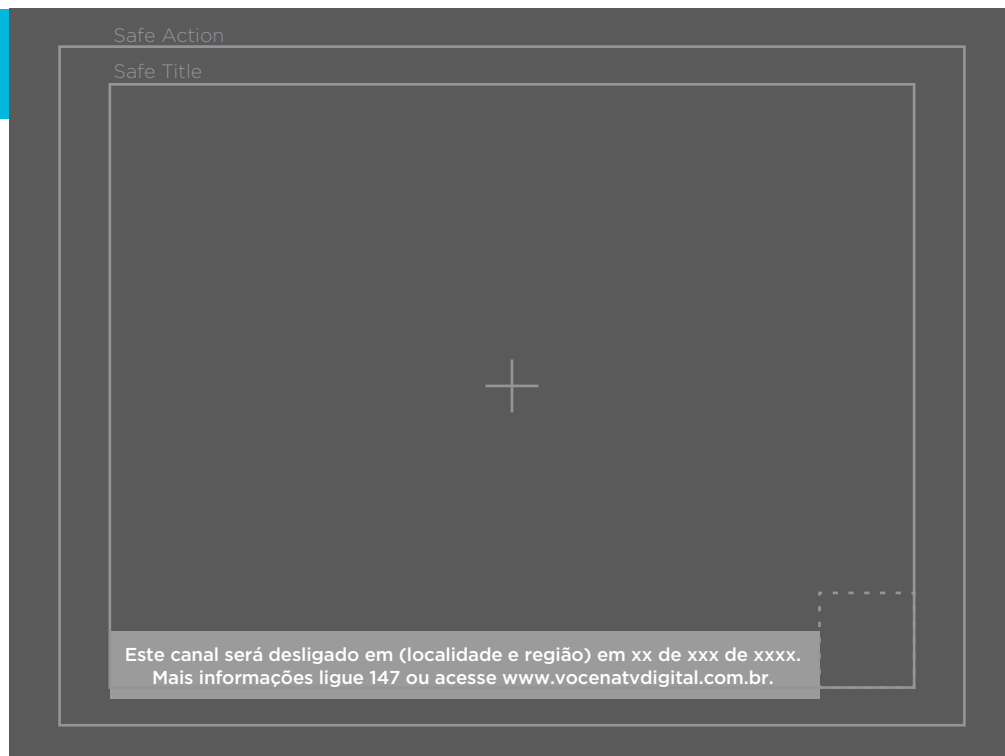 Safe Action
Safe Title
Este canal será desligado em (localidade e região) em xx de xxx de xxxx.
Mais informações ligue 147 ou acesse www.vocenatvdigital.com.br.